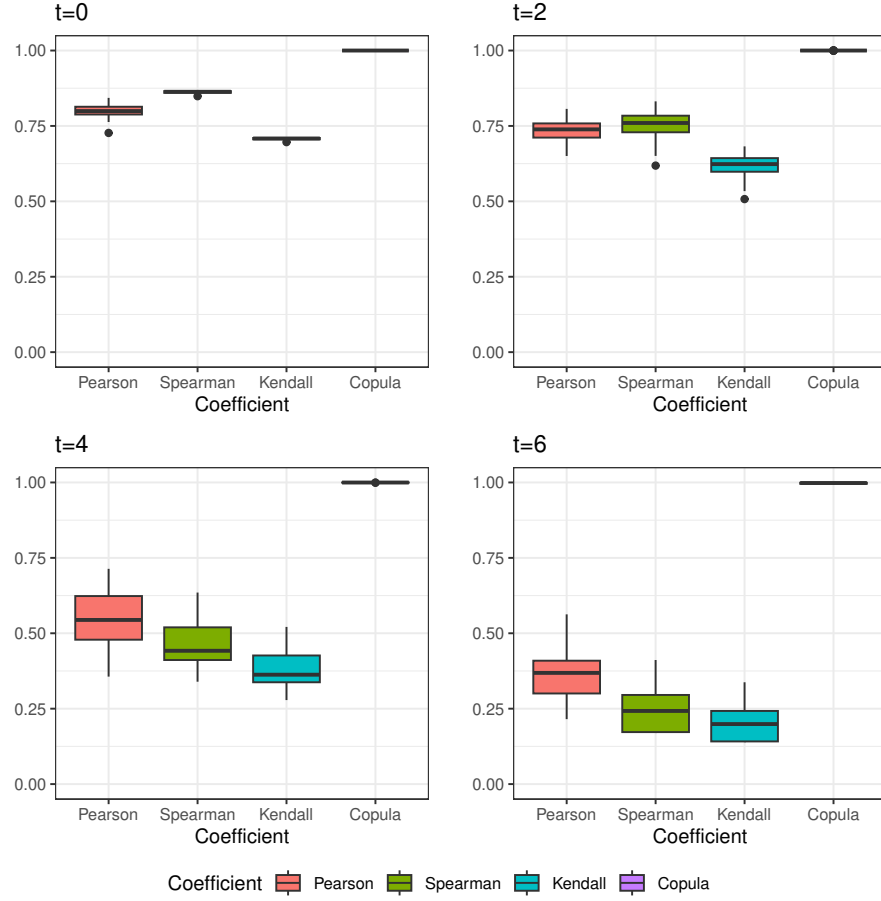 t=0
1.00
0.75
0.50
0.25
0.00
Pearson Spearman Kendall Copula
Coefficient
t=2
1.00
0.75
0.50
0.25
0.00
Pearson Spearman Kendall Copula
Coefficient
t=4
1.00
0.75
0.50
0.25
0.00
Pearson Spearman Kendall Copula
Coefficient
t=6
1.00
0.75
0.50
0.25
0.00
Pearson Spearman Kendall Copula
Coefficient
Coefficient Pearson Spearman Kendall Copula